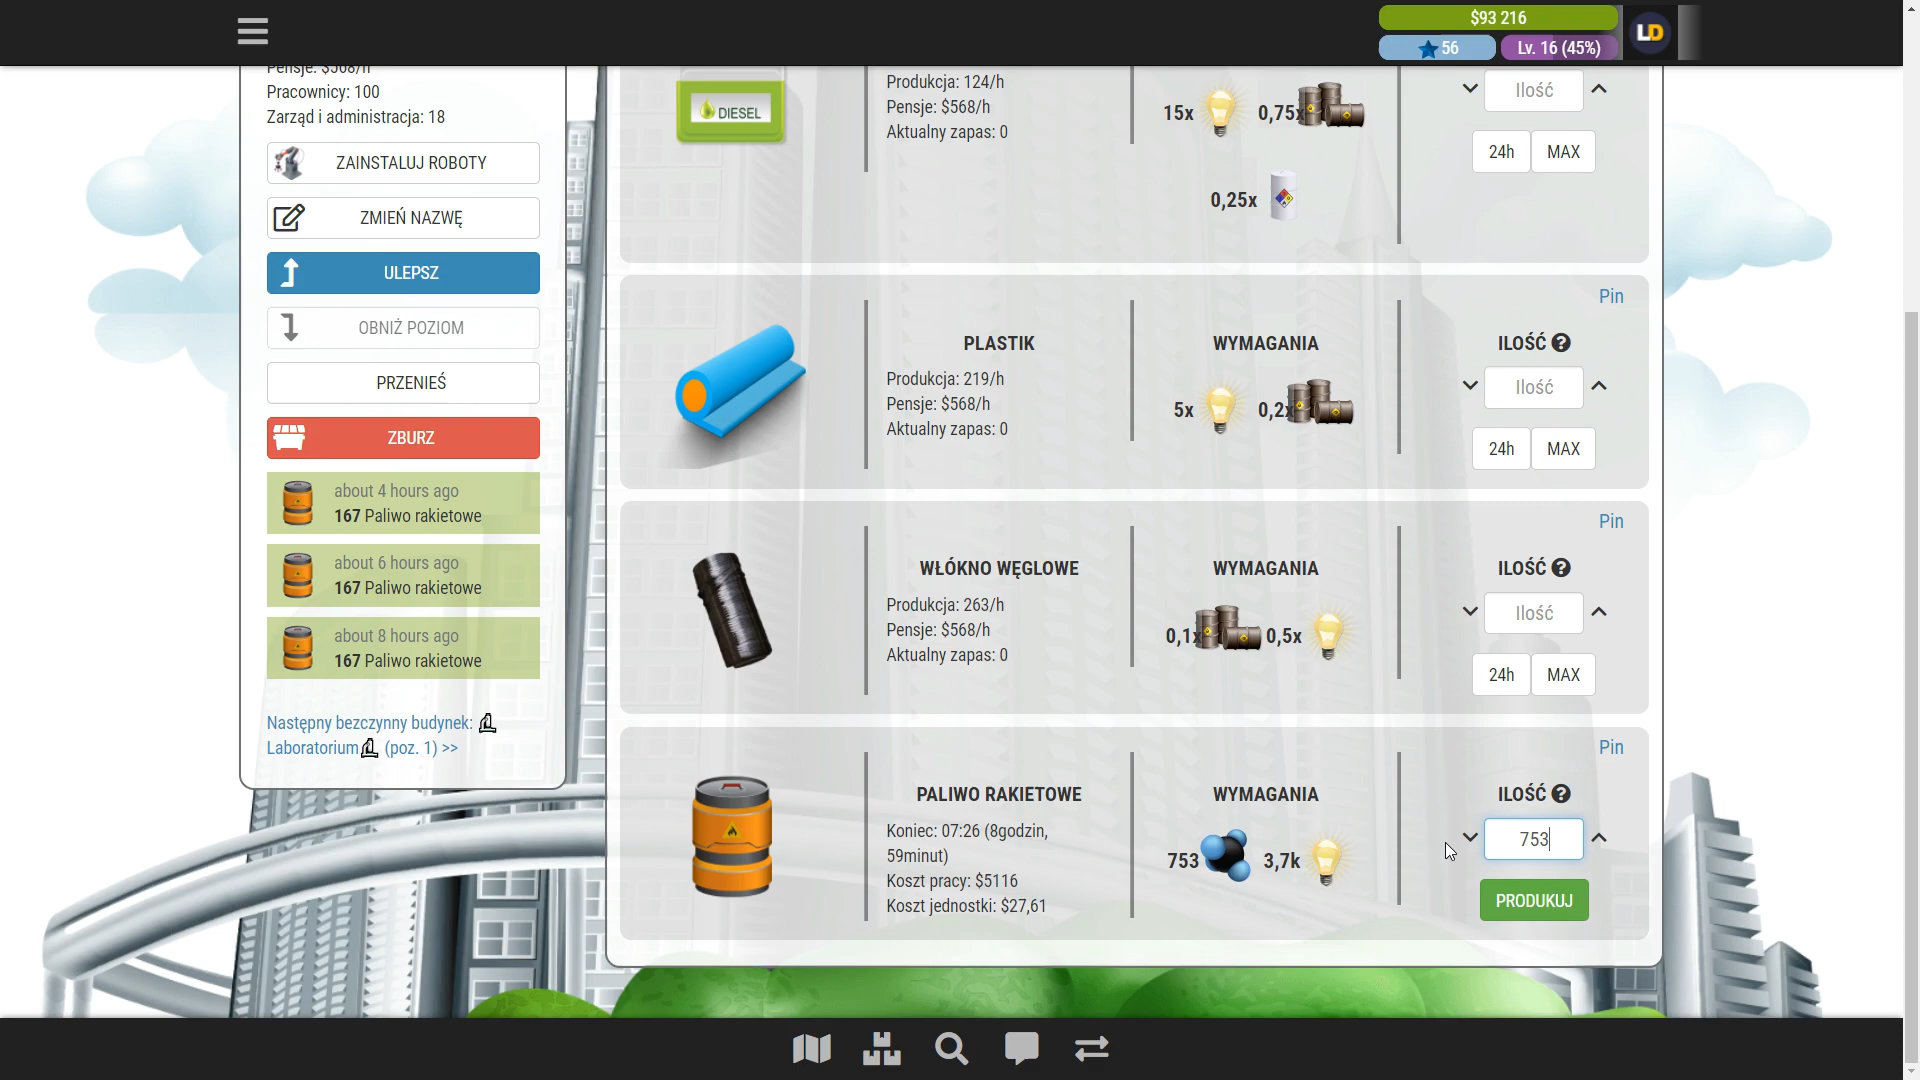 $93 216
56
Lv. 16 (45%)
LD
Pensje: $568/h
Pracownicy: 100
Zarząd i administracja: 18
ZAINSTALUJ ROBOTY
ZMIEŃ NAZWĘ
ULEPSZ
OBNIŻ POZIOM
PRZENIEŚ
ZBURZ
about 4 hours ago
167 Paliwo rakietowe
about 6 hours ago
167 Paliwo rakietowe
about 8 hours ago
167 Paliwo rakietowe
Następny bezczynny budynek:
Laboratorium (poz. 1) >>
DIESEL
Produkcja: 124/h
Pensje: $568/h
Aktualny zapas: 0
15x 0,75x
0,25x
Ilość
24h MAX
Pin
PLASTIK
Produkcja: 219/h
Pensje: $568/h
Aktualny zapas: 0
WYMAGANIA
5x 0,2x
ILOŚĆ
Ilość
24h MAX
Pin
WŁÓKNO WĘGLOWE
Produkcja: 263/h
Pensje: $568/h
Aktualny zapas: 0
WYMAGANIA
0,1x 0,5x
ILOŚĆ
Ilość
24h MAX
Pin
PALIWO RAKIETOWE
Koniec: 07:26 (8godzin,
59minut)
Koszt pracy: $5116
Koszt jednostki: $27,61
WYMAGANIA
753 3,7k
ILOŚĆ
753
PRODUKUJ